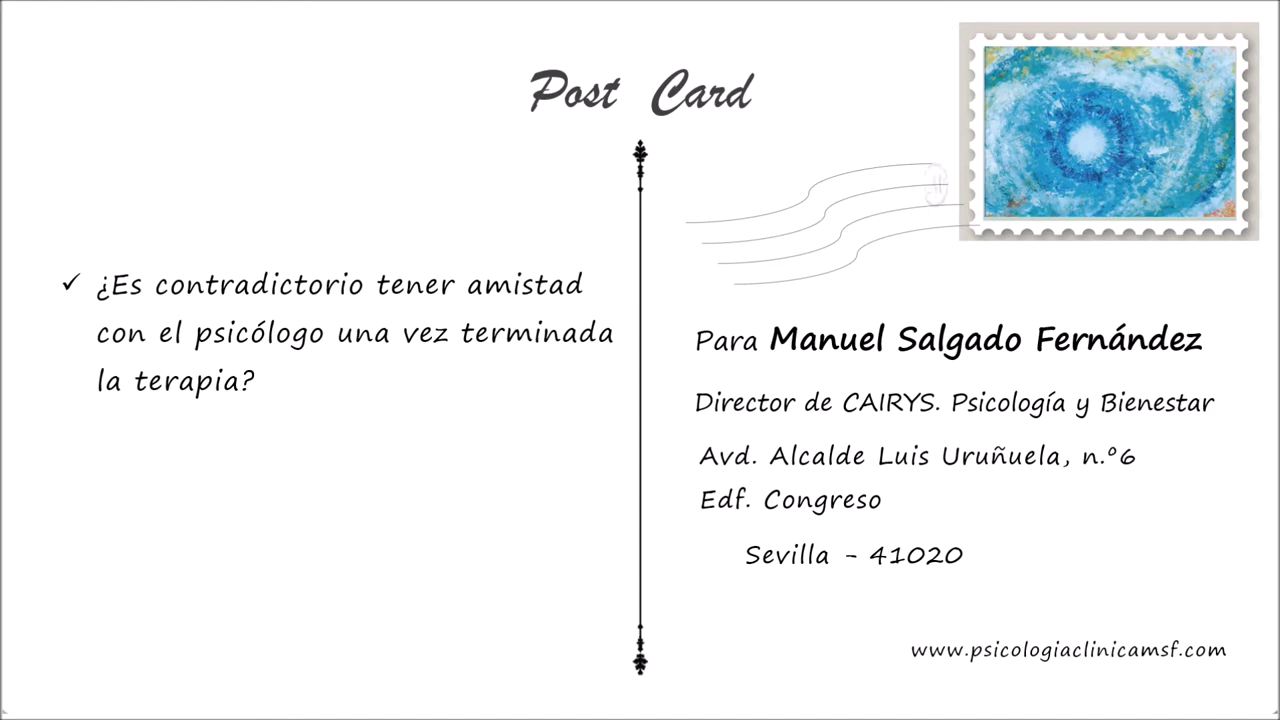 Post Card
✓ ¿Es contradictorio tener amistad
con el psicólogo una vez terminada
la terapia?
Para Manuel Salgado Fernández
Director de CAIRYS. Psicología y Bienestar
Avd. Alcalde Luis Uruñuela, n.º6
Edf. Congreso
Sevilla - 41020
www.psicologiaclinicamsf.com